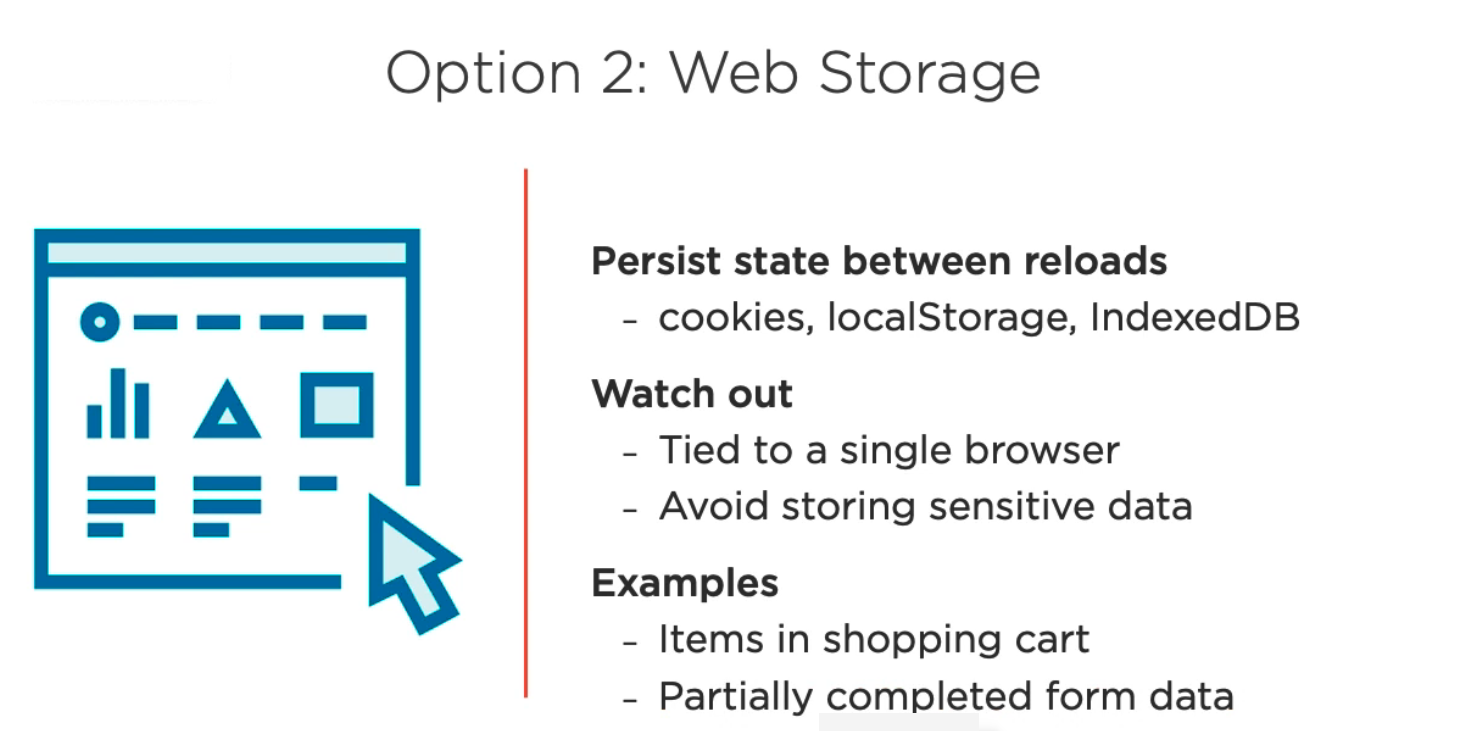 Option 2: Web Storage
Persist state between reloads
- cookies, localStorage, IndexedDB
Watch out
- Tied to a single browser
- Avoid storing sensitive data
Examples
- Items in shopping cart
- Partially completed form data